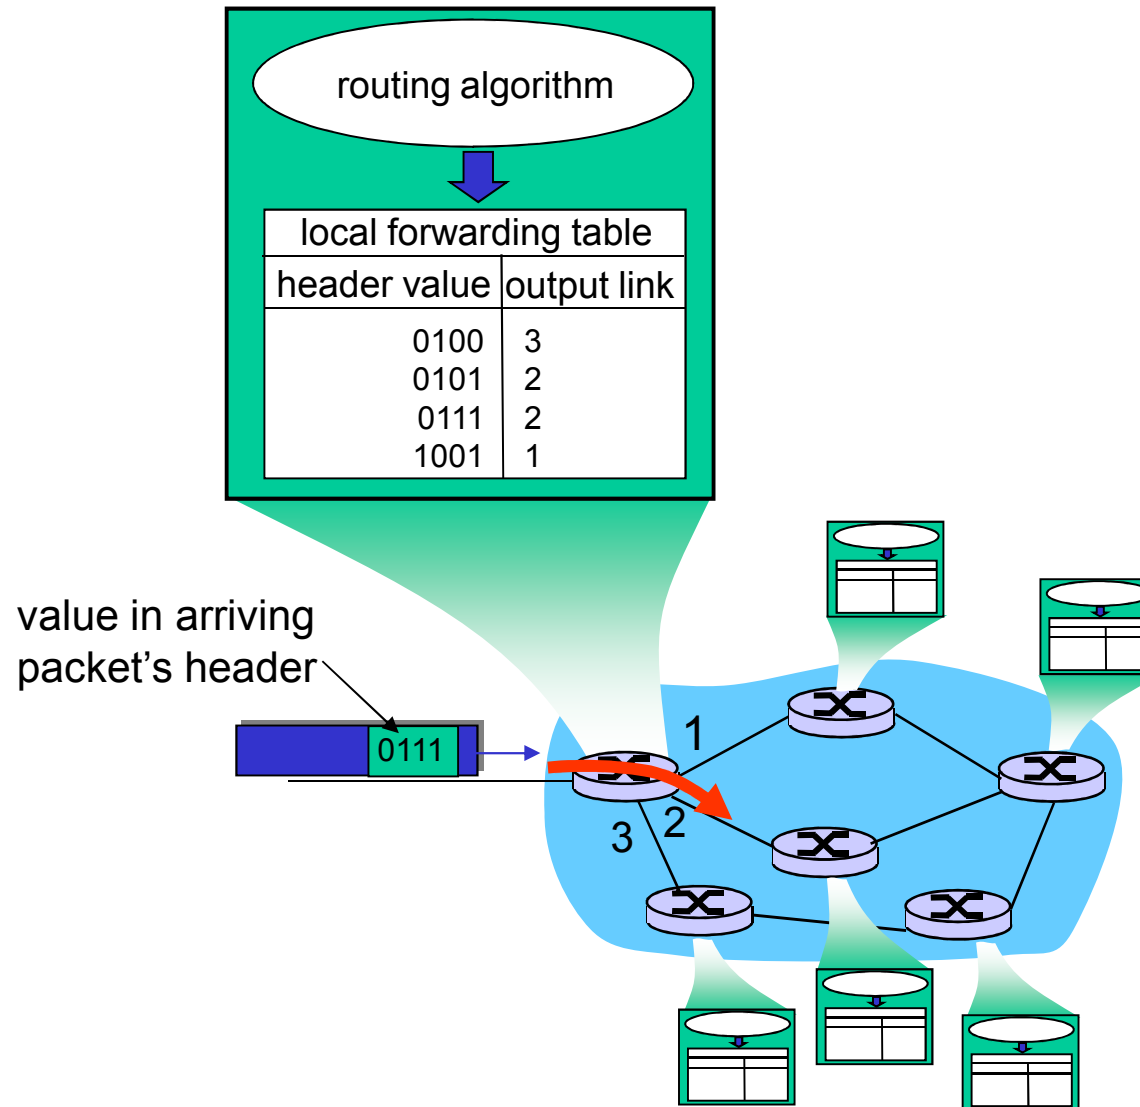 routing algorithm
local forwarding table
header value output link
0100 3
0101 2
0111 2
1001 1
value in arriving
packet's header
0111
1
2
3